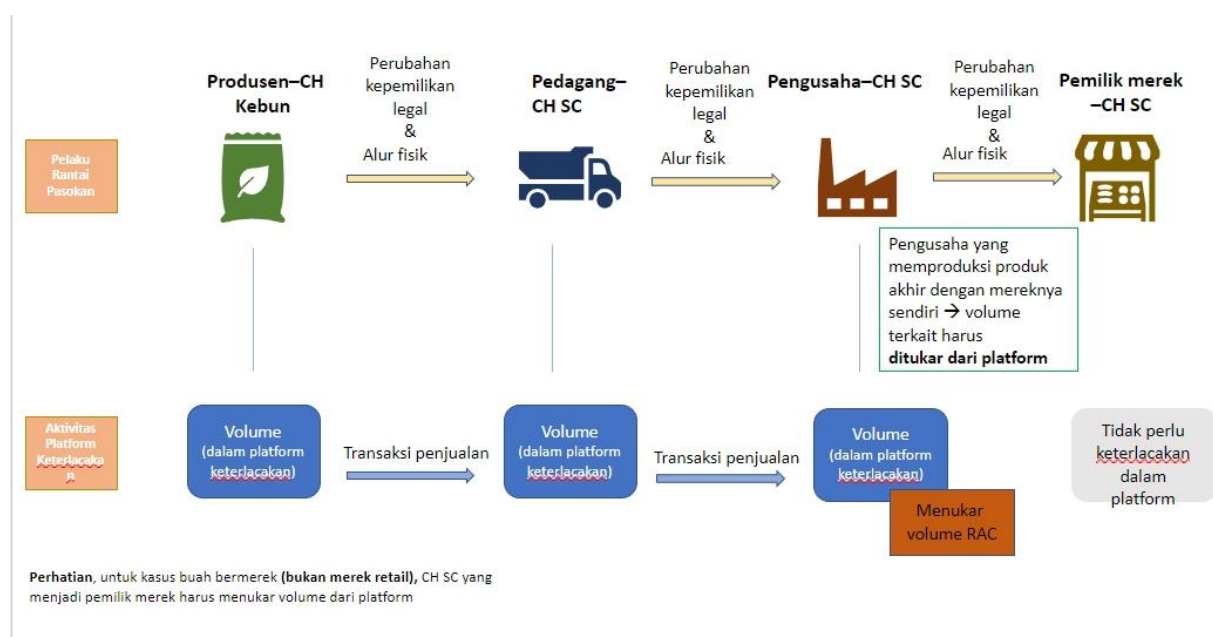 Produsen–CH
Kebun
Perubahan
kepemilikan
legal
&
Alur fisik
Pedagang–
CH SC
Perubahan
kepemilikan
legal
&
Alur fisik
Pengusaha–CH SC
Perubahan
kepemilikan
legal
&
Alur fisik
Pemilik merek
–CH SC
Pelaku
Rantai
Pasokan
Pengusaha yang
memproduksi produk
akhir dengan mereknya
sendiri → volume
terkait harus
ditukar dari platform
Aktivitas
Platform
Keterlacaka
n
Volume
(dalam platform
keterlacakan)
Transaksi penjualan
Volume
(dalam platform
keterlacakan)
Transaksi penjualan
Volume
(dalam platform
keterlacakan)
Menukar
volume RAC
Tidak perlu
keterlacakan
dalam
platform
Perhatian, untuk kasus buah bermerek (bukan merek retail), CH SC yang
menjadi pemilik merek harus menukar volume dari platform